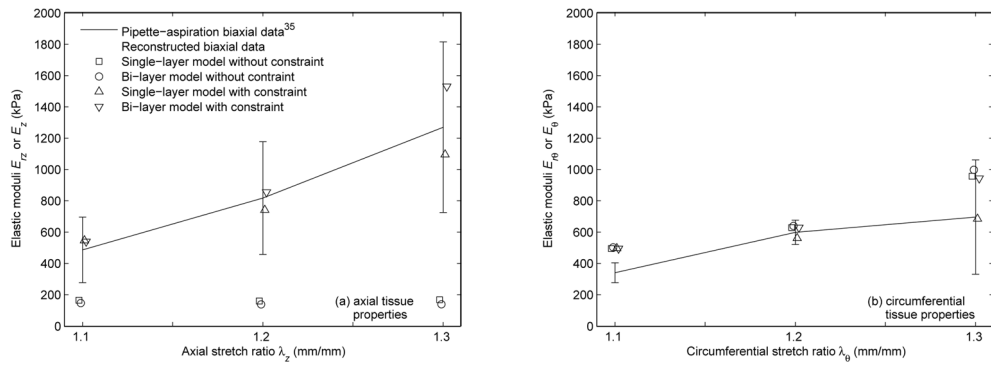 2000
1800
1600
1400
1200
1000
800
600
400
200
0
Elastic moduli E_rz or E_z (kPa)
Pipette−aspiration biaxial data35
Reconstructed biaxial data
Single−layer model without contraint
Bi−layer model without contraint
Single−layer model with constraint
Bi−layer model with constraint
(a) axial tissue
properties
1.1
1.2
1.3
Axial stretch ratio λ_z (mm/mm)
2000
1800
1600
1400
1200
1000
800
600
400
200
0
Elastic moduli E_rθ or E_θ (kPa)
(b) circumferential
tissue properties
1.1
1.2
1.3
Circumferential stretch ratio λ_θ (mm/mm)